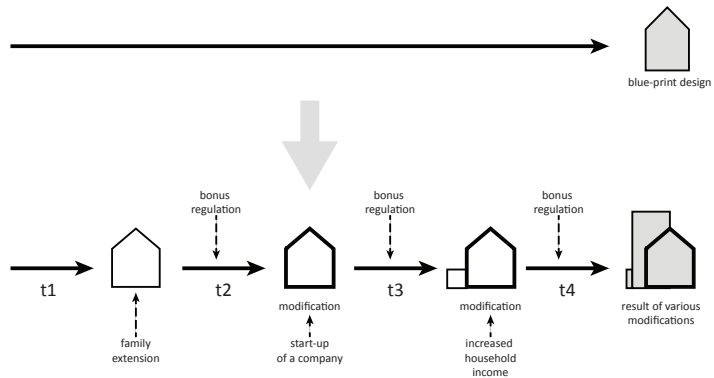 blue-print design
bonus
regulation
bonus
regulation
bonus
regulation
t1
t2
t3
t4
modification
modification
result of various
modifications
family
extension
start-up
of a company
increased
household
income